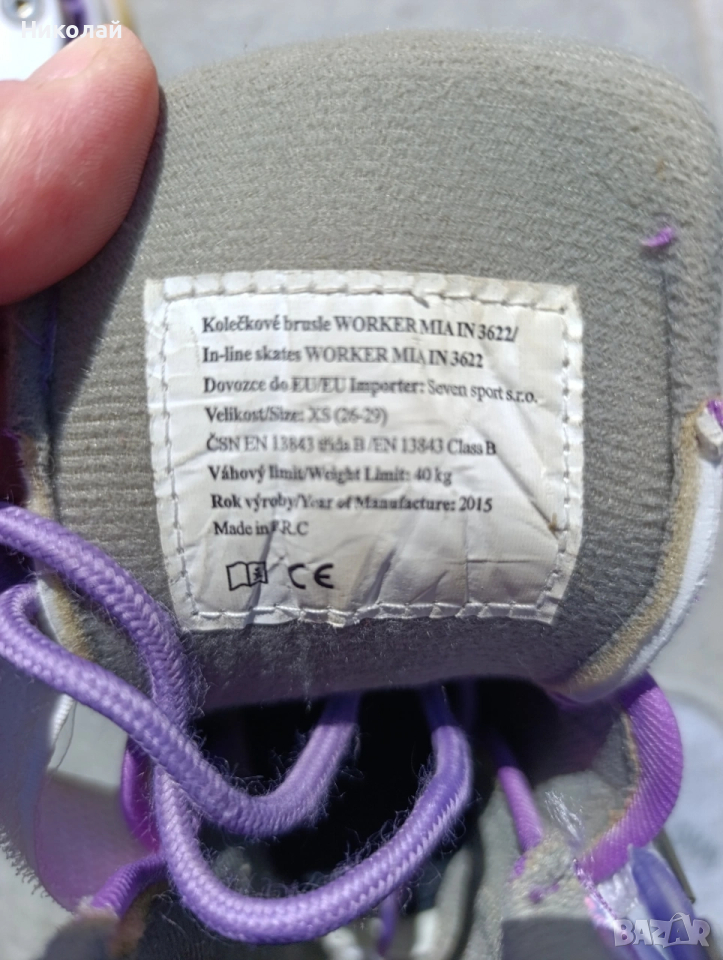 Николай
Kolečkové brusle WORKER MIA IN 3622/
In-line skates WORKER MIA IN 3622
Dovozce do EU/EU Importer: Seven sport s.r.o.
Velikost/Size: XS (26-29)
ČSN EN 13843 třída B /EN 13843 Class B
Váhový limit/Weight Limit: 40 kg
Rok výroby/Year of Manufacture: 2015
Made in P.R.C
CE
BAZAR